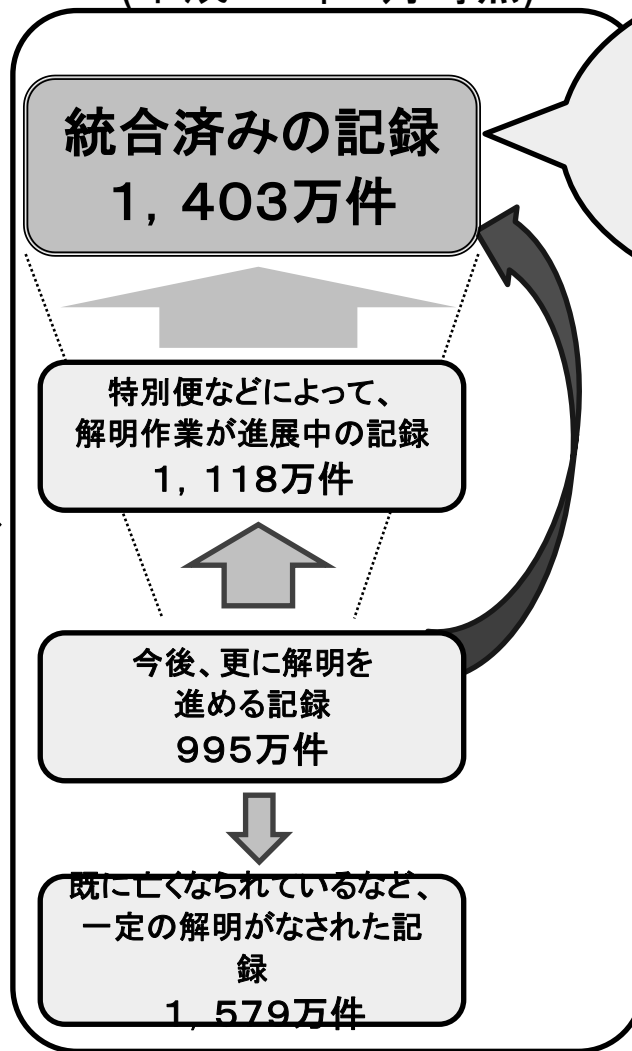 統合済みの記録
1,403万件
特別便などによって、
解明作業が進展中の記録
1,118万件
今後、更に解明を
進める記録
995万件
既に亡くなられているなど、
一定の解明がなされた記
録
1,579万件